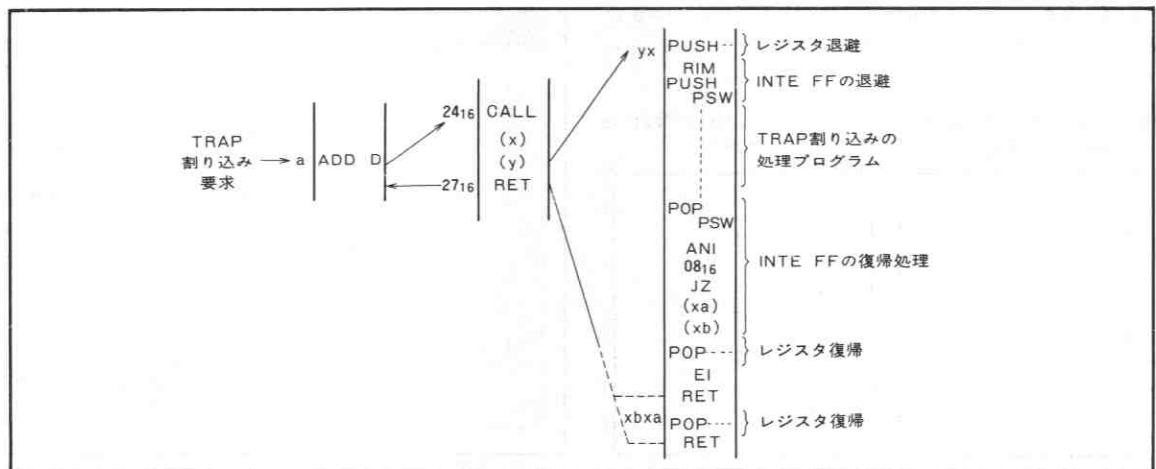 TRAP
割り込み
要求
a
ADD D
24₁₆
CALL
(x)
(y)
27₁₆
RET
yx
PUSH
レジスタ退避
RIM
PUSH
PSW
INTE FFの退避
TRAP割り込みの
処理プログラム
POP
PSW
ANI
08₁₆
JZ
(xa)
(xb)
INTE FFの復帰処理
POP
レジスタ復帰
EI
RET
xbxa
POP
レジスタ復帰
RET